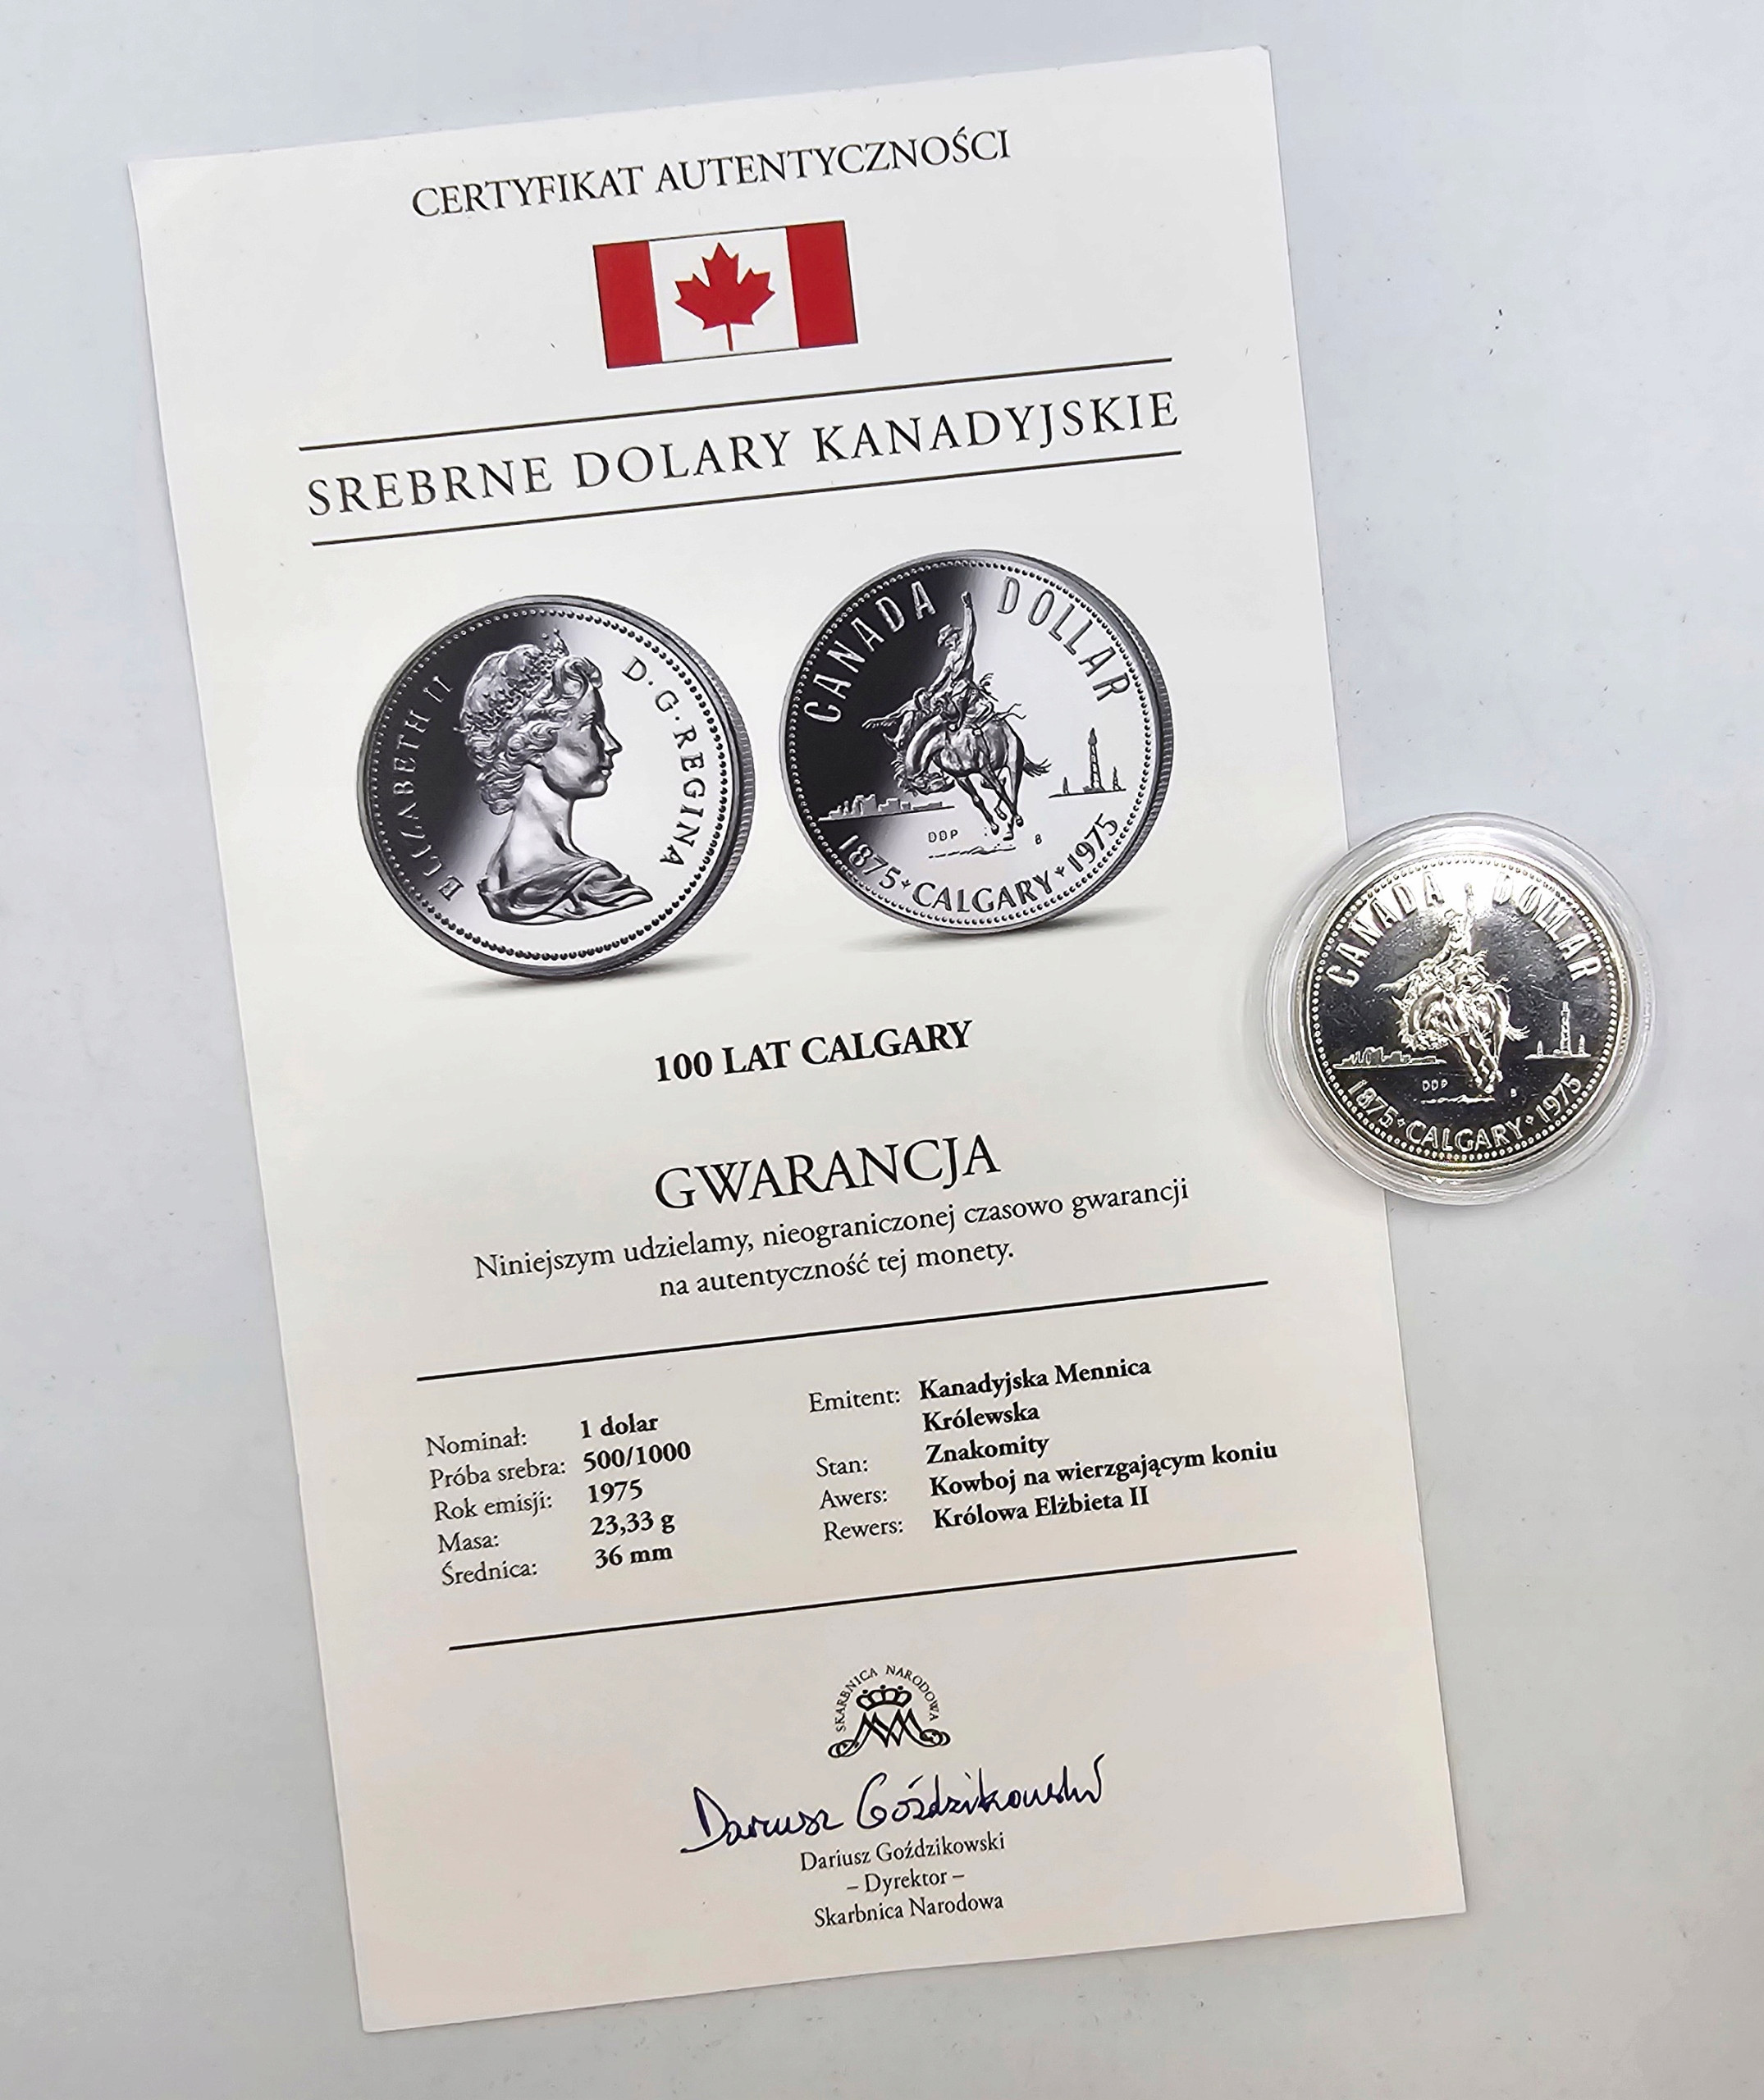 CERTYFIKAT AUTENTYCZNOŚCI
SREBRNE DOLARY KANADYJSKIE
ELIZABETH II D·G·REGINA
CANADA DOLLAR
DDP B
1875·CALGARY·1975
100 LAT CALGARY
CANADA DOLLAR
DDP B
1875·CALGARY·1975
GWARANCJA
Niniejszym udzielamy, nieograniczonej czasowo gwarancji
na autentyczność tej monety.
Nominał: 1 dolar
Próba srebra: 500/1000
Rok emisji: 1975
Masa: 23,33 g
Średnica: 36 mm
Emitent: Kanadyjska Mennica
Królewska
Stan: Znakomity
Awers: Kowboj na wierzgającym koniu
Rewers: Królowa Elżbieta II
SKARBNICA NARODOWA
Dariusz Goździkowski
Dariusz Goździkowski
– Dyrektor –
Skarbnica Narodowa